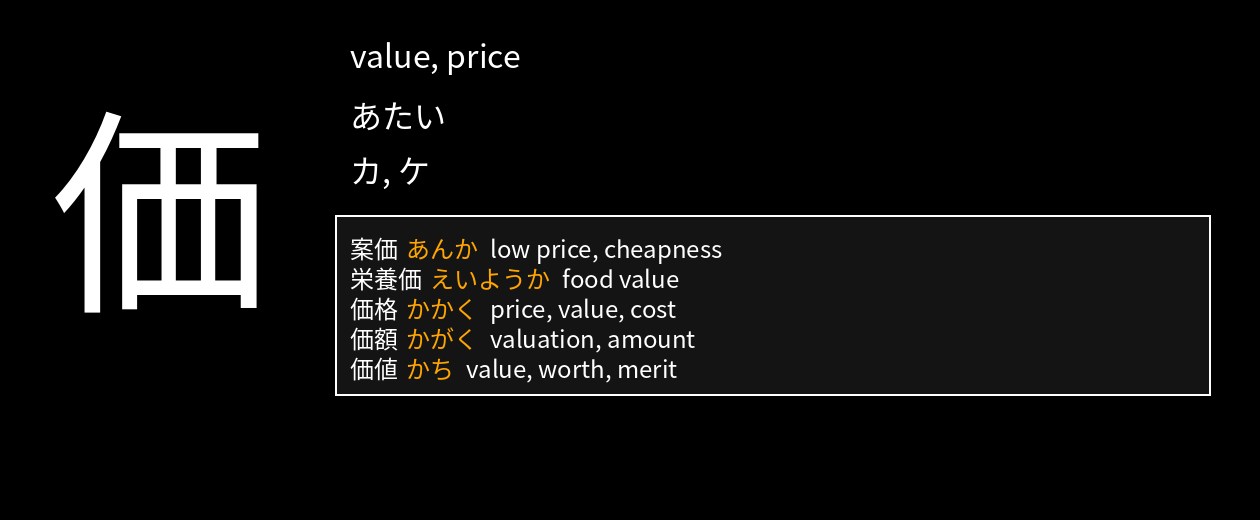 価
value, price
あたい
カ, ケ
案価 あんか low price, cheapness
栄養価 えいようか food value
価格 かかく price, value, cost
価額 かがく valuation, amount
価値 かち value, worth, merit